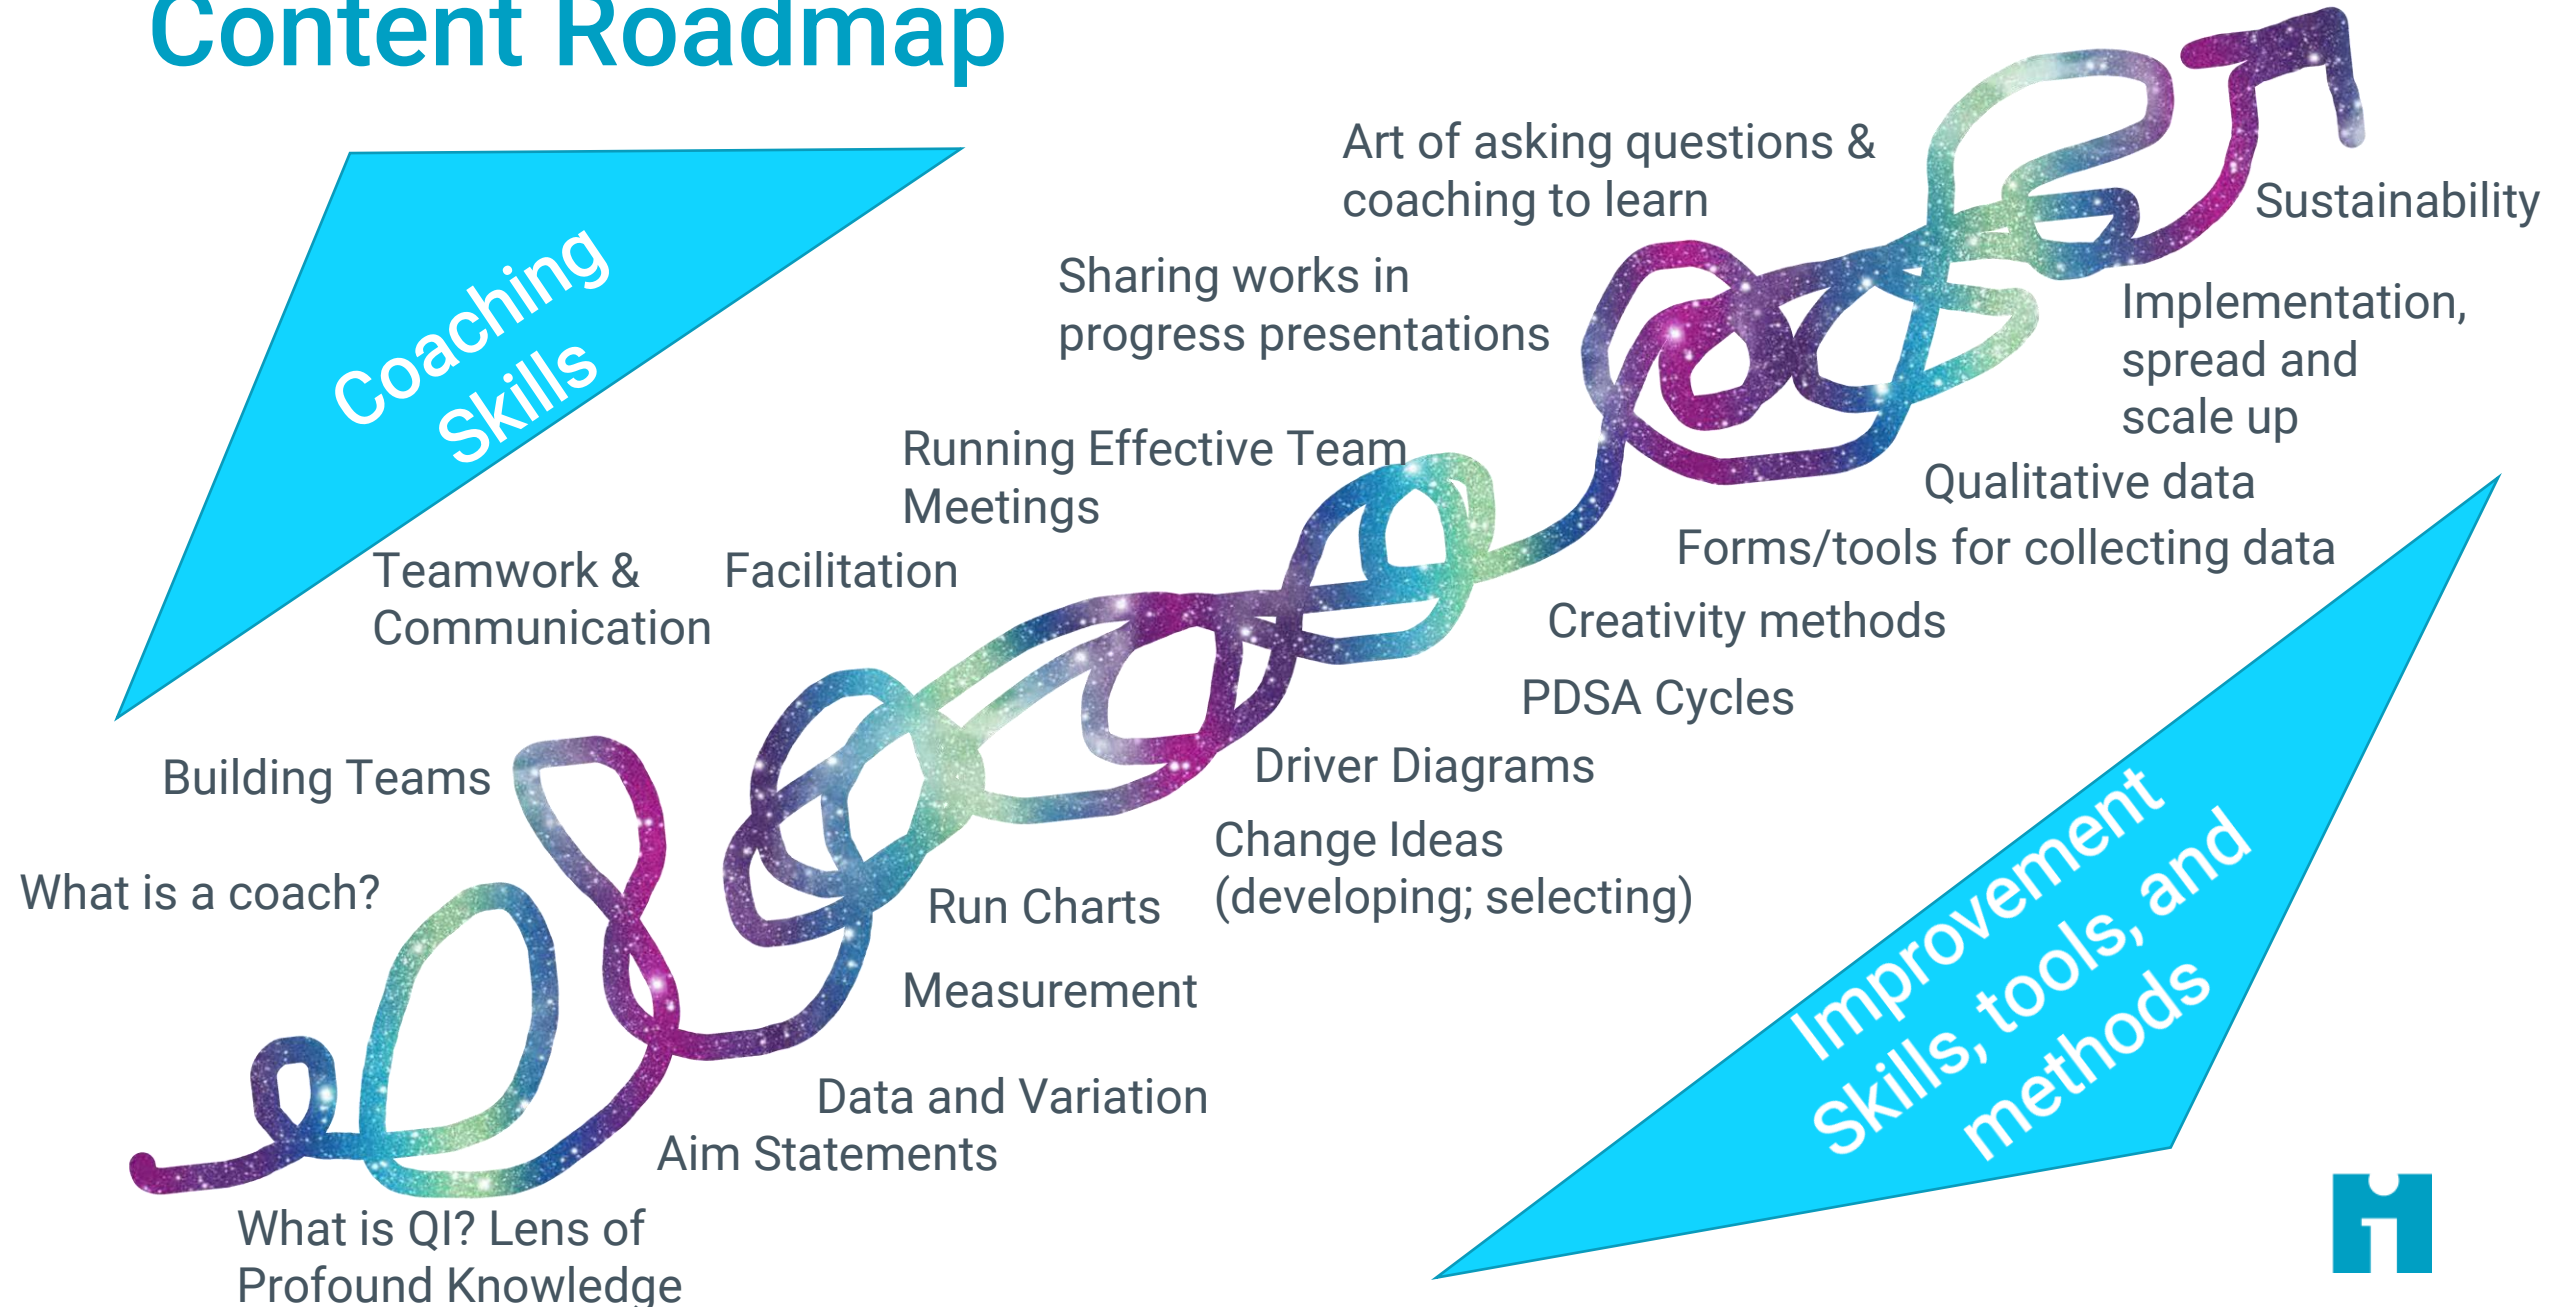 Content Roadmap
Coaching
Skills
Art of asking questions &
coaching to learn
Sharing works in
progress presentations
Running Effective Team
Meetings
Teamwork &
Communication
Facilitation
Building Teams
What is a coach?
Sustainability
Implementation,
spread and
scale up
Qualitative data
Forms/tools for collecting data
Creativity methods
PDSA Cycles
Driver Diagrams
Change Ideas
(developing; selecting)
Run Charts
Measurement
Data and Variation
Aim Statements
What is QI? Lens of
Profound Knowledge
Improvement
Skills, tools, and
methods